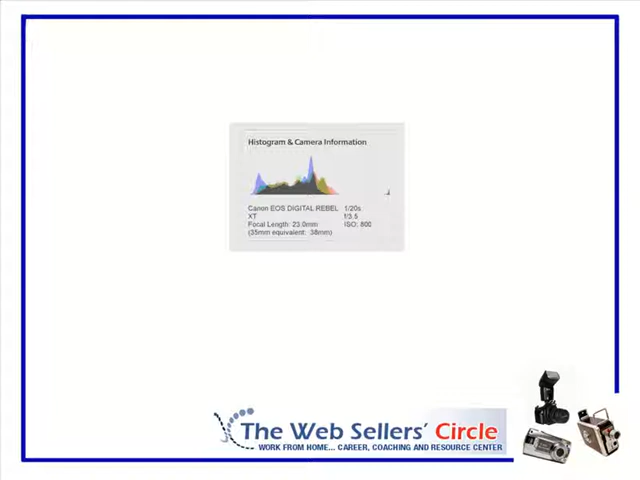 Histogram & Camera Information
Canon EOS DIGITAL REBEL XT 1/20s
f/3.5
Focal Length: 23.0mm ISO: 800
(35mm equivalent: 38mm)
The Web Sellers' Circle
WORK FROM HOME... CAREER, COACHING AND RESOURCE CENTER